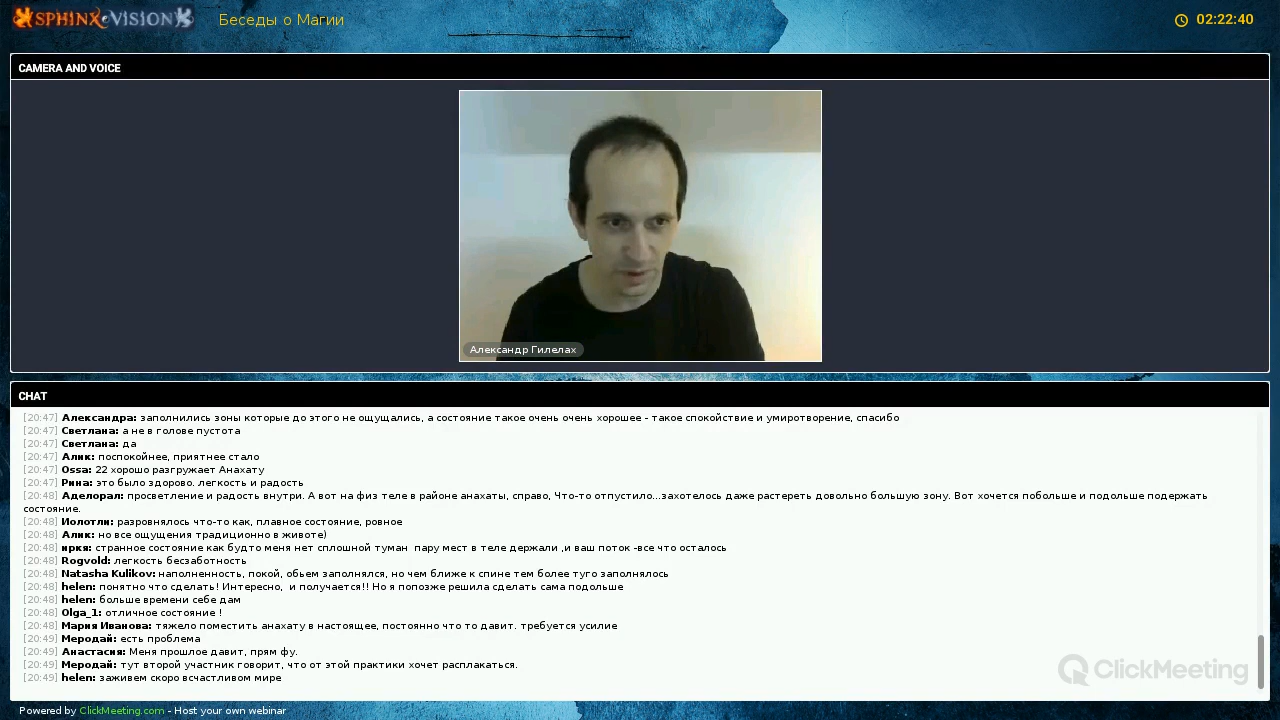 SPHINX VISION Беседы о Магии 02:22:40
CAMERA AND VOICE
Александр Гилелах
CHAT
[20:47] Александра: заполнились зоны которые до этого не ощущались, а состояние такое очень очень хорошее - такое спокойствие и умиротворение, спасибо
[20:47] Светлана: а не в голове пустота
[20:47] Светлана: да
[20:47] Алик: поспокойнее, приятнее стало
[20:47] Ossa: 22 хорошо разгружает Анахату
[20:47] Рина: это было здорово. легкость и радость
[20:48] Аделорал: просветление и радость внутри. А вот на физ теле в районе анахаты, справо, Что-то отпустило...захотелось даже растереть довольно большую зону. Вот хочется побольше и подольше подержать
состояние.
[20:48] Иолотли: разровнялось что-то как, плавное состояние, ровное
[20:48] Алик: но все ощущения традиционно в животе)
[20:48] иркя: странное состояние как будто меня нет сплошной туман пару мест в теле держали ,и ваш поток -все что осталось
[20:48] Rogvold: легкость бесзаботность
[20:48] Natasha Kulikov: наполненность, покой, обьем заполнялся, но чем ближе к спине тем более туго заполнялось
[20:48] helen: понятно что сделать! Интересно, и получается!! Но я попозже решила сделать сама подольше
[20:48] helen: больше времени себе дам
[20:48] Olga_1: отличное состояние !
[20:48] Мария Иванова: тяжело поместить анахату в настоящее, постоянно что то давит. требуется усилие
[20:49] Меродай: есть проблема
[20:49] Анастасия: Меня прошлое давит, прям фу.
[20:49] Меродай: тут второй участник говорит, что от этой практики хочет расплакаться.
[20:49] helen: заживем скоро всчастливом мире
ClickMeeting
Powered by ClickMeeting.com - Host your own webinar